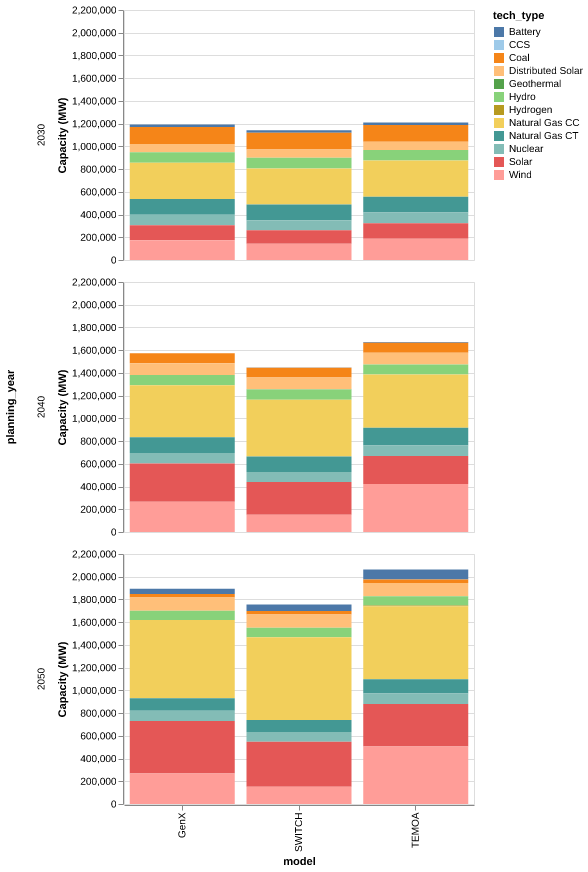 tech_type
Battery
CCS
Coal
Distributed Solar
Geothermal
Hydro
Hydrogen
Natural Gas CC
Natural Gas CT
Nuclear
Solar
Wind
planning_year
2030
Capacity (MW)
2,200,000
2,000,000
1,800,000
1,600,000
1,400,000
1,200,000
1,000,000
800,000
600,000
400,000
200,000
0
2040
Capacity (MW)
2,200,000
2,000,000
1,800,000
1,600,000
1,400,000
1,200,000
1,000,000
800,000
600,000
400,000
200,000
0
2050
Capacity (MW)
2,200,000
2,000,000
1,800,000
1,600,000
1,400,000
1,200,000
1,000,000
800,000
600,000
400,000
200,000
0
GenX
SWITCH
TEMOA
model